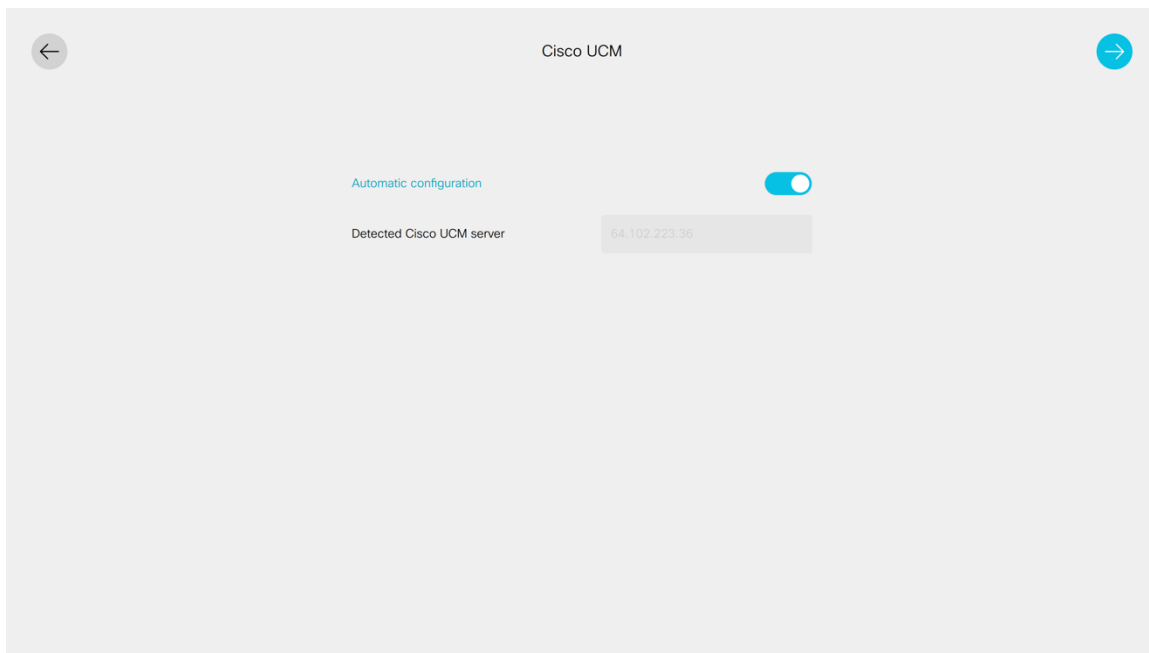 Cisco UCM
Automatic configuration
Detected Cisco UCM server 64.102.223.36